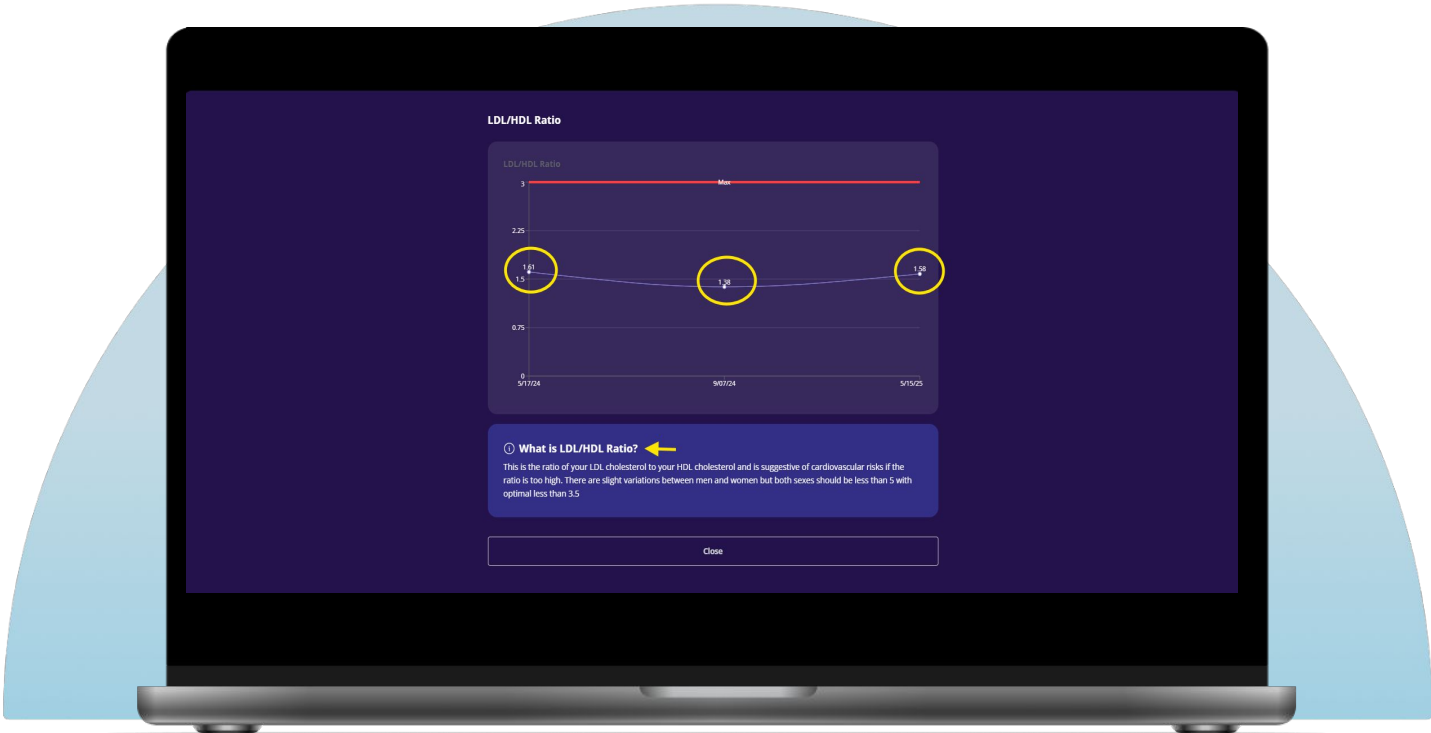 LDL/HDL Ratio
LDL/HDL Ratio
3
Max
2.25
1.61
1.58
1.5
1.38
0.75
0
5/17/24
9/07/24
5/15/25
What is LDL/HDL Ratio?
This is the ratio of your LDL cholesterol to your HDL cholesterol and is suggestive of cardiovascular risks if the
ratio is too high. There are slight variations between men and women but both sexes should be less than 5 with
optimal less than 3.5
Close